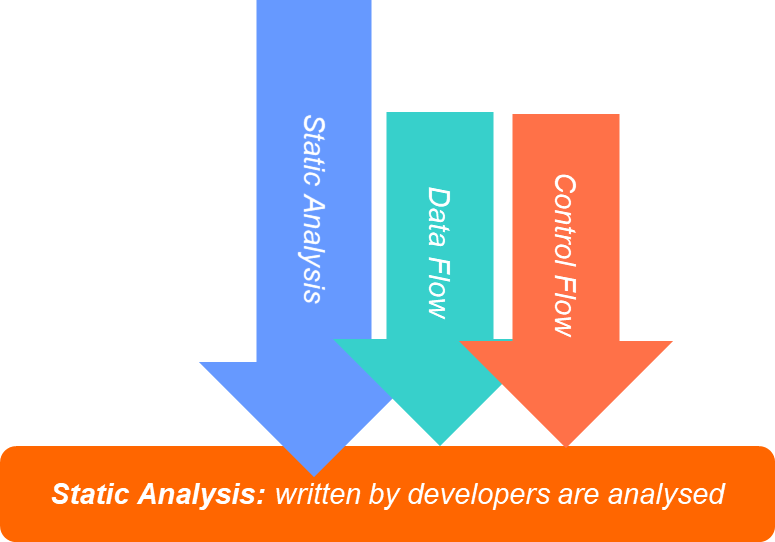 Static Analysis
Data Flow
Control Flow
Static Analysis: written by developers are analysed